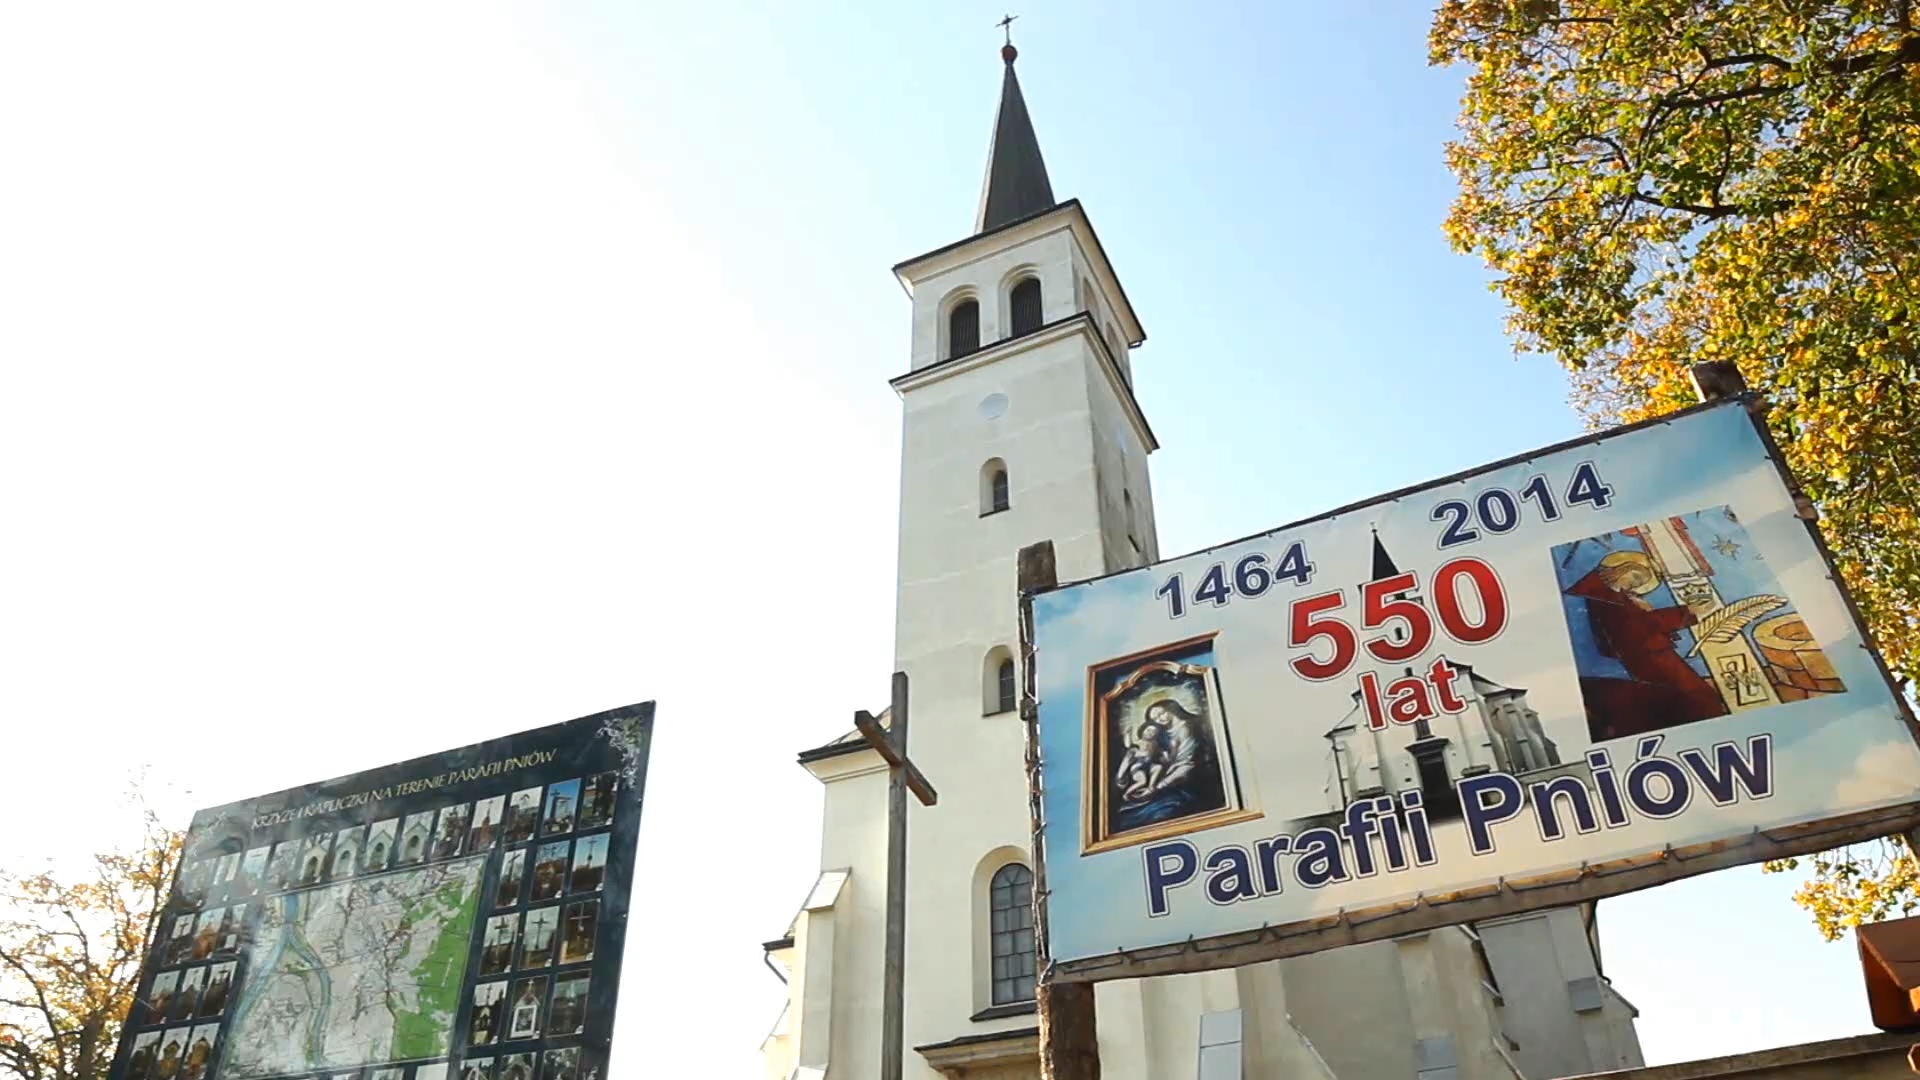 KRZYŻE I KAPLICZKI NA TERENIE PARAFII PNIÓW
1464 2014
550
lat
Parafii Pniów